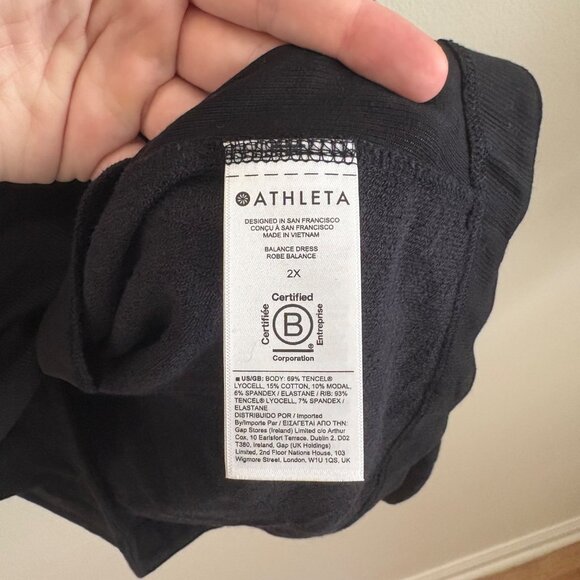 ATHLETA
DESIGNED IN SAN FRANCISCO
CONÇU À SAN FRANCISCO
MADE IN VIETNAM
BALANCE DRESS
ROBE BALANCE
2X
Certified
Certifiée
B
Entreprise
®
Corporation
US/GB: BODY: 69% TENCEL®
LYOCELL, 15% COTTON, 10% MODAL,
6% SPANDEX / ELASTANE / RIB: 93%
TENCEL® LYOCELL, 7% SPANDEX /
ELASTANE
DISTRIBUIDO POR / Imported
By/Importe Par / ΕΙΣΑΓΕΤΑΙ ΑΠΟ ΤΗΝ:
Gap Stores (Ireland) Limited c/o Arthur
Cox, 10 Earlsfort Terrace, Dublin 2, D02
T380, Ireland, Gap (UK Holdings)
Limited, 2nd Floor Nations House, 103
Wigmore Street, London, W1U 1QS, UK